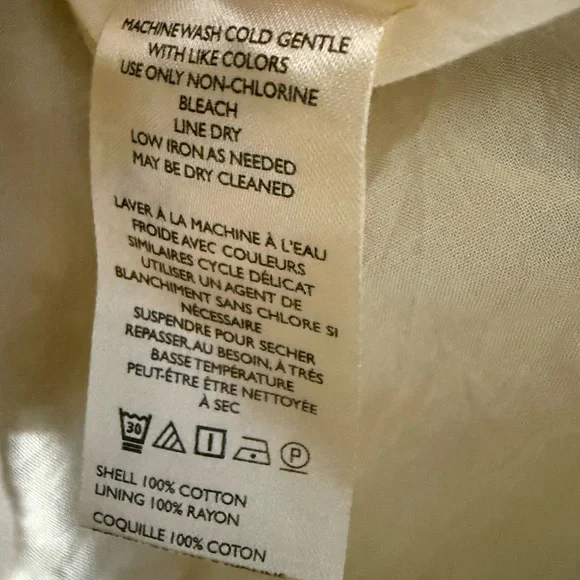 MACHINE WASH COLD GENTLE
WITH LIKE COLORS
USE ONLY NON-CHLORINE
BLEACH
LINE DRY
LOW IRON AS NEEDED
MAY BE DRY CLEANED
LAVER À LA MACHINE À L'EAU
FROIDE AVEC COULEURS
SIMILAIRES CYCLE DÉLICAT
UTILISER UN AGENT DE
BLANCHIMENT SANS CHLORE SI
NÉCESSAIRE
SUSPENDRE POUR SECHER
REPASSER, AU BESOIN, À TRÉS
BASSE TEMPÉRATURE
PEUT-ÊTRE ÊTRE NETTOYÉE
À SEC
30 P
SHELL 100% COTTON
LINING 100% RAYON
COQUILLE 100% COTON